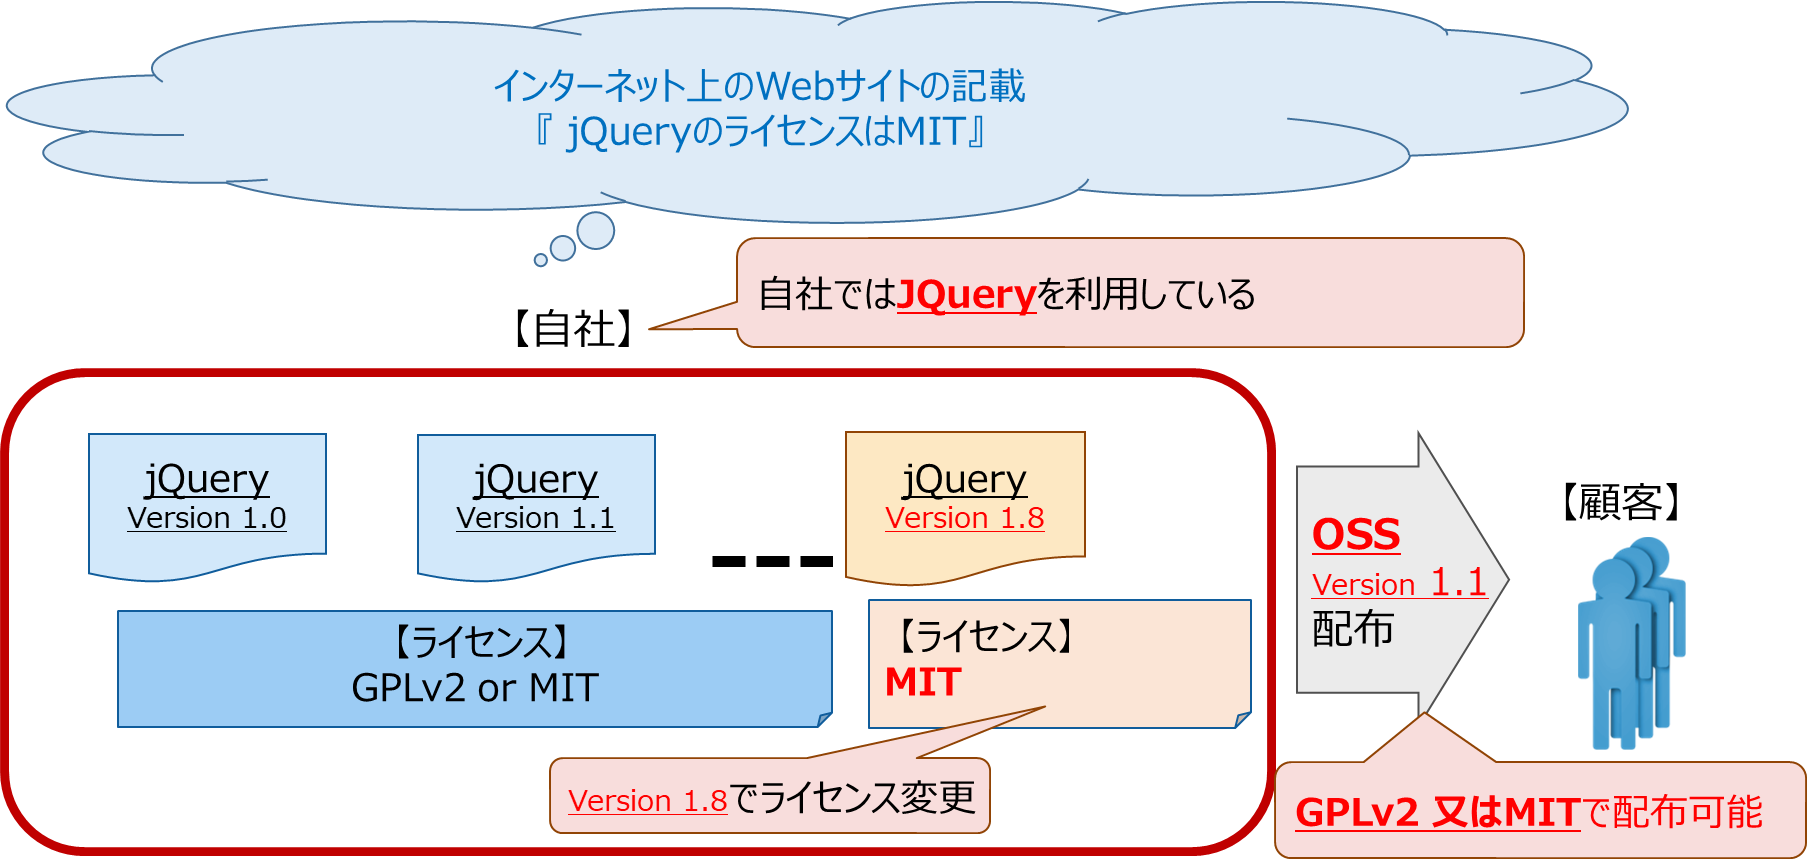 インターネット上のWebサイトの記載
『 jQueryのライセンスはMIT』
自社ではJQueryを利用している
【自社】
jQuery
Version 1.0
jQuery
Version 1.1
jQuery
Version 1.8
【ライセンス】
GPLv2 or MIT
【ライセンス】
MIT
Version 1.8でライセンス変更
OSS
Version 1.1
配布
【顧客】
GPLv2 又はMITで配布可能